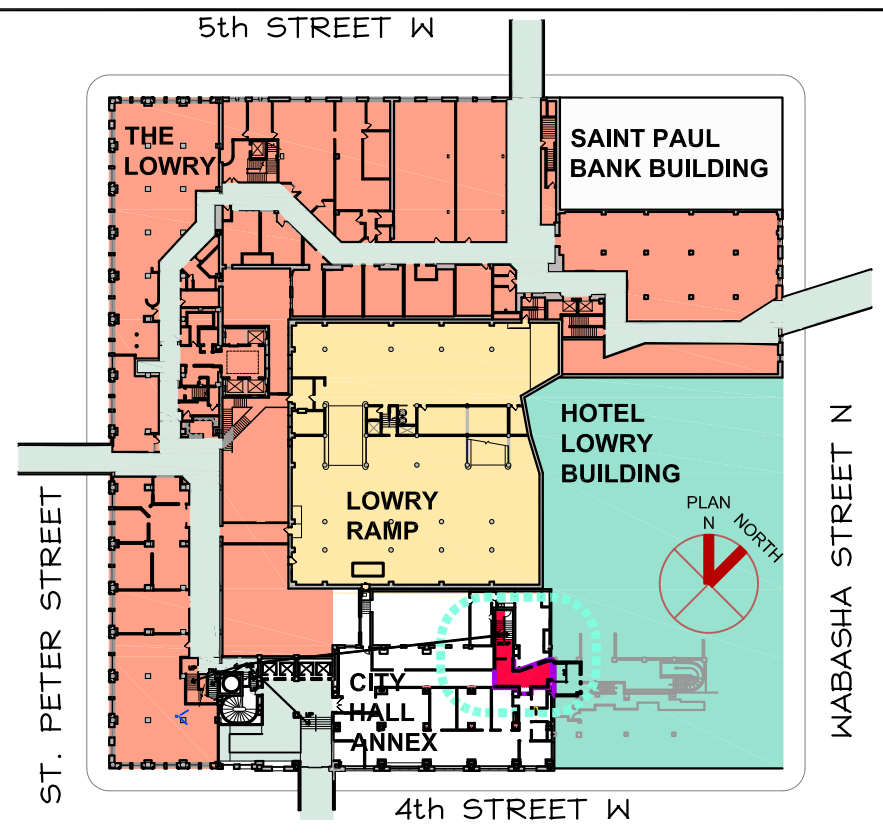 5th STREET W
THE
LOWRY
SAINT PAUL
BANK BUILDING
HOTEL
LOWRY
BUILDING
LOWRY
RAMP
PLAN
N
NORTH
CITY
HALL
ANNEX
ST. PETER STREET
WABASHA STREET N
4th STREET W